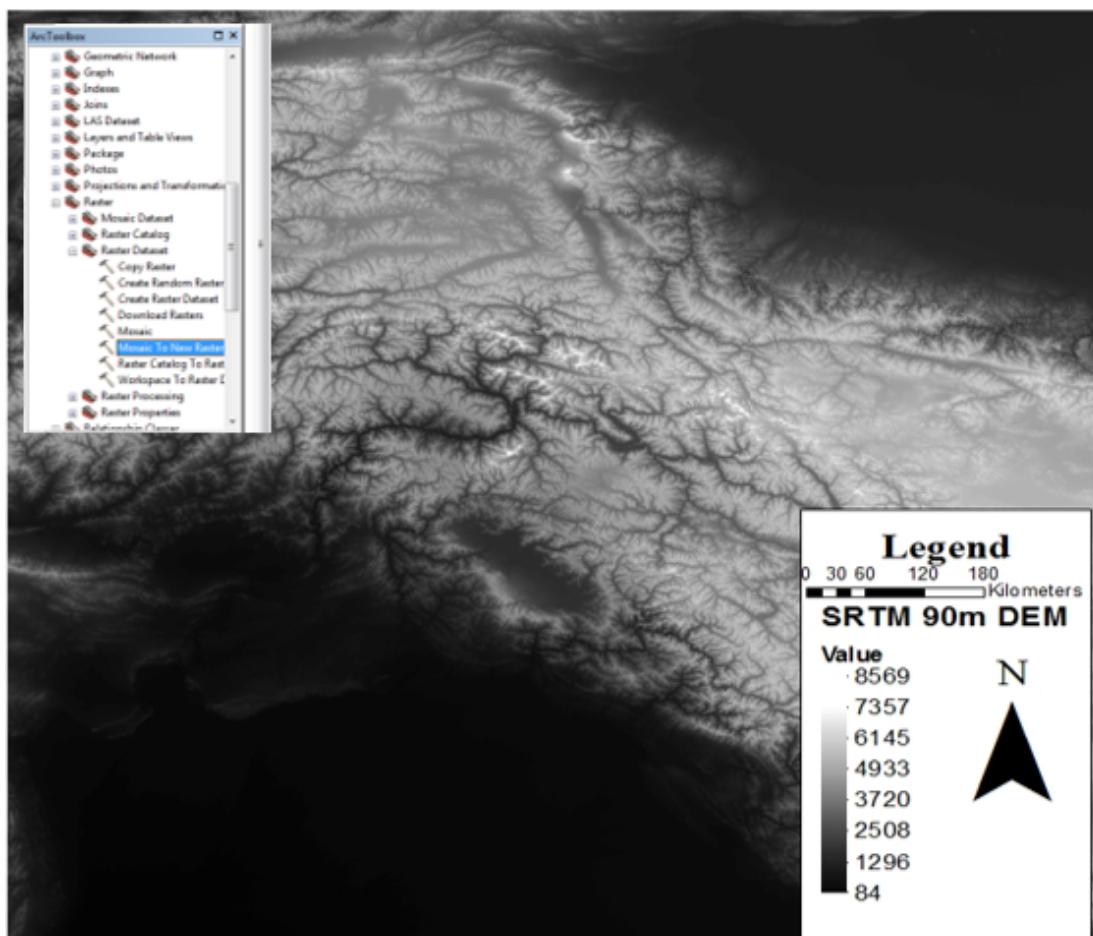 ArcToolbox
Geometric Network
Graph
Indexes
Joins
LAS Dataset
Layers and Table Views
Package
Photos
Projections and Transformatio
Raster
Mosaic Dataset
Raster Catalog
Raster Dataset
Copy Raster
Create Random Raster
Create Raster Dataset
Download Rasters
Mosaic
Mosaic To New Raster
Raster Catalog To Rast
Workspace To Raster D
Raster Processing
Raster Properties
Relationship Classes
Legend
0 30 60 120 180
Kilometers
SRTM 90m DEM
Value
8569
7357
6145
4933
3720
2508
1296
84
N